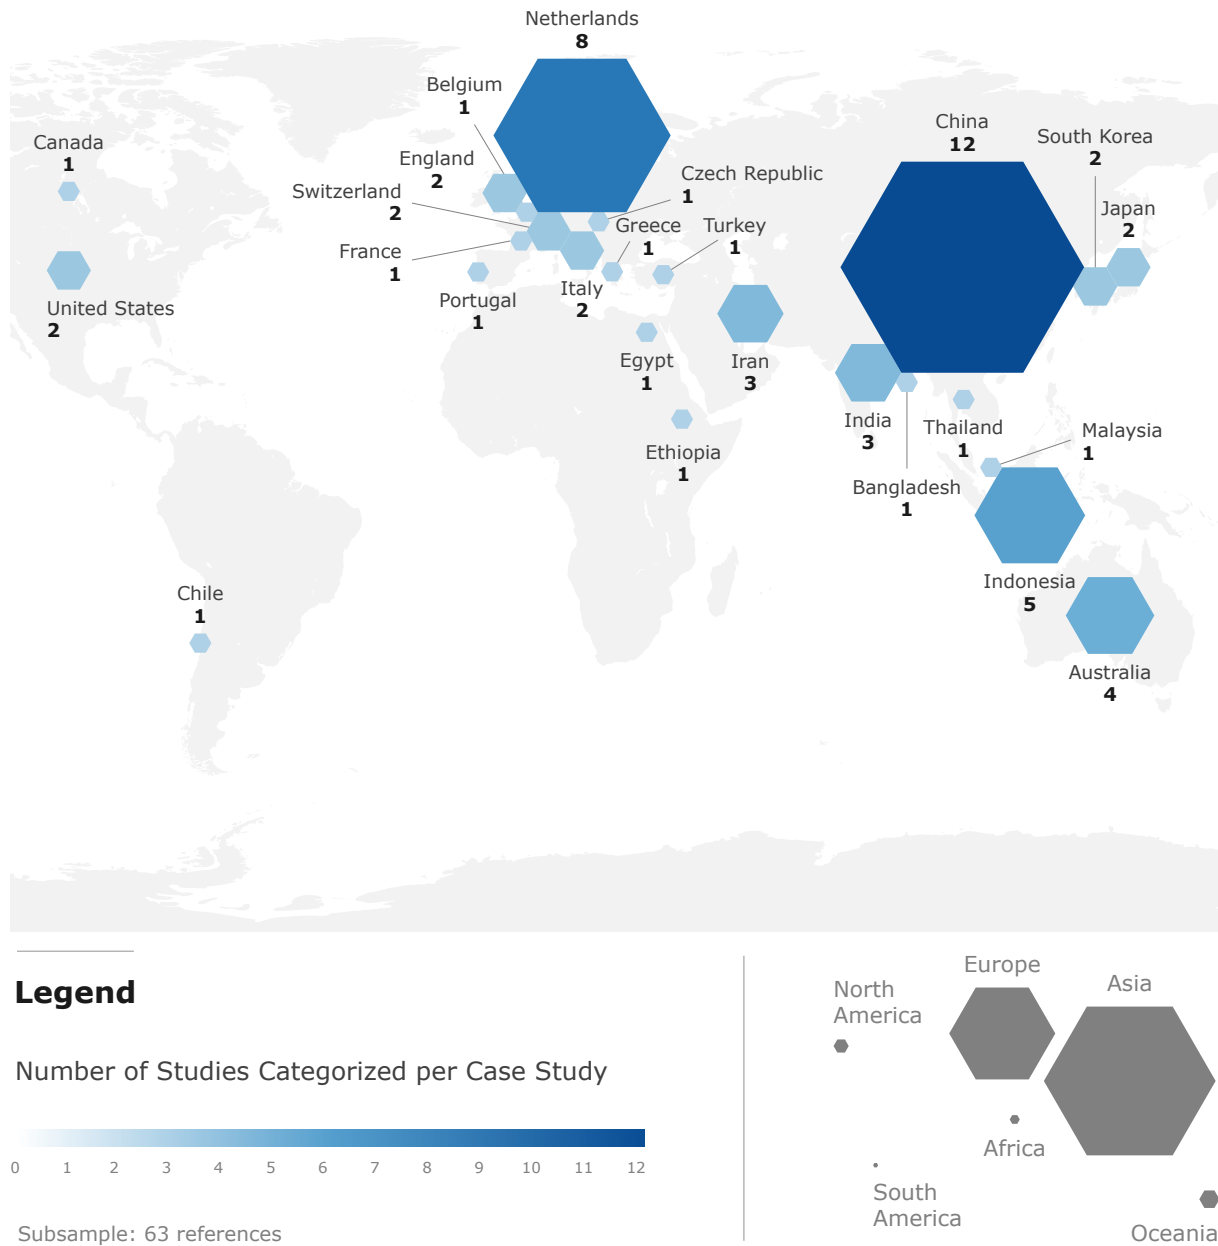 Netherlands
8
Belgium
1
China
12
South Korea
2
Canada
1
England
2
Czech Republic
1
Switzerland
2
Japan
2
Greece
1
Turkey
1
France
1
Portugal
1
Italy
2
United States
2
Egypt
1
Iran
3
India
3
Thailand
1
Malaysia
1
Ethiopia
1
Bangladesh
1
Indonesia
5
Chile
1
Australia
4
Legend
Number of Studies Categorized per Case Study
0 1 2 3 4 5 6 7 8 9 10 11 12
Subsample: 63 references
North
America
Europe
Asia
Africa
South
America
Oceania